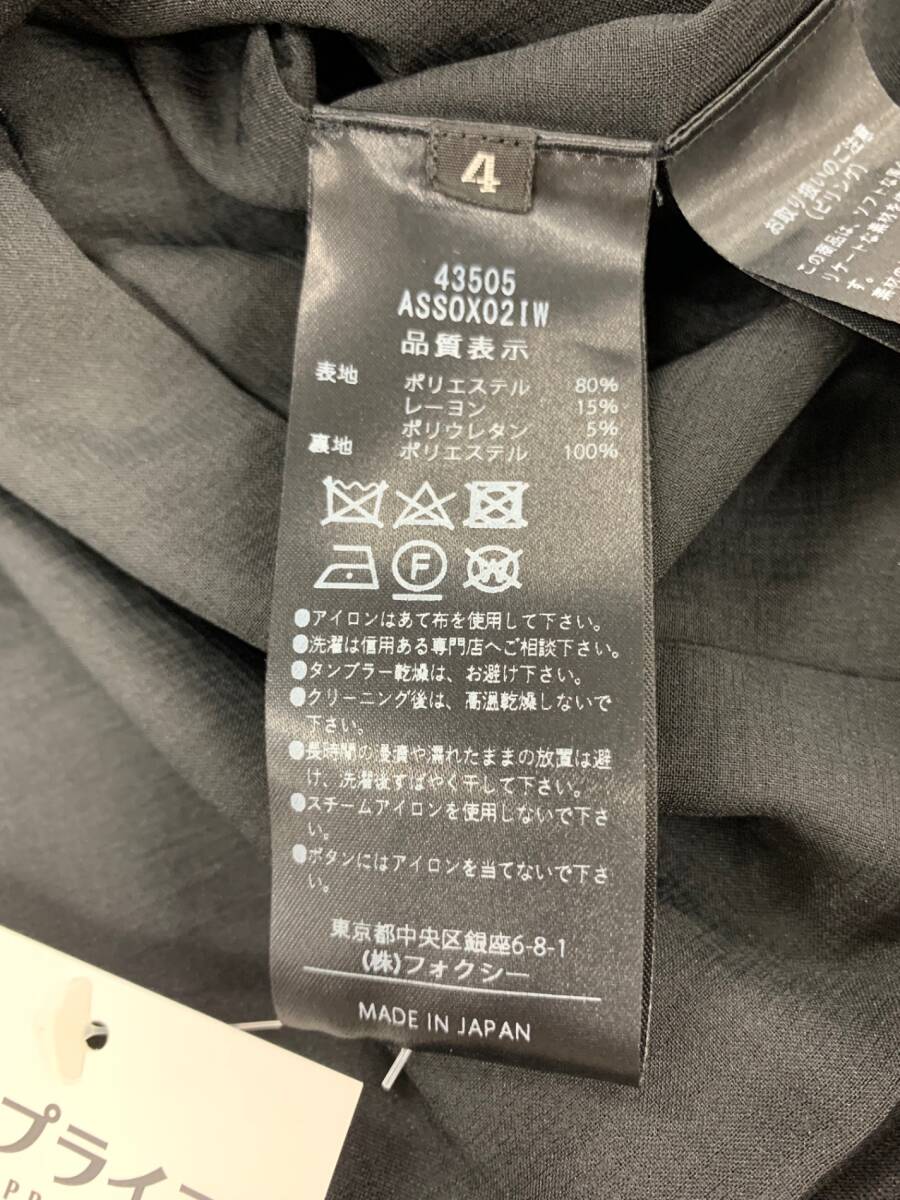 4
43505
ASSOX02IW
品質表示
表地 ポリエステル 80%
レーヨン 15%
ポリウレタン 5%
裏地 ポリエステル 100%
F
W
●アイロンはあて布を使用して下さい。
●洗濯は信用ある専門店へご相談下さい。
●タンブラー乾燥は、お避け下さい。
●クリーニング後は、高温乾燥しないで
下さい。
●長時間の浸漬や濡れたままの放置は避
け、洗濯後すばやく干して下さい。
●スチームアイロンを使用しないで下さ
い。
●ボタンにはアイロンを当てないで下さ
い。
東京都中央区銀座6-8-1
(株)フォクシー
MADE IN JAPAN
お取り扱いのご注意
(ピリング)
この商品は、ソフトな
リケートな素材を
す。
プライ